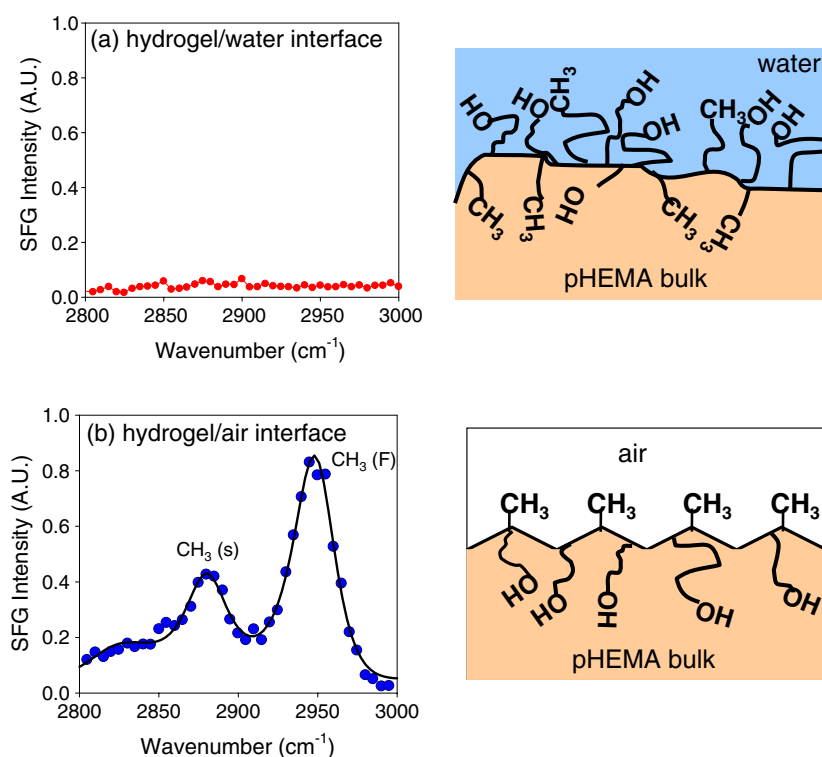 (a) hydrogel/water interface
SFG Intensity (A.U.)
1.0
0.8
0.6
0.4
0.2
0.0
2800 2850 2900 2950 3000
Wavenumber (cm⁻¹)
water
HO HO CH₃ OH OH CH₃ OH OH
CH₃ CH₃ HO CH₃ CH₃
pHEMA bulk
(b) hydrogel/air interface
SFG Intensity (A.U.)
1.0
0.8
0.6
0.4
0.2
0.0
CH₃ (s)
CH₃ (F)
2800 2850 2900 2950 3000
Wavenumber (cm⁻¹)
air
CH₃ CH₃ CH₃ CH₃
HO HO HO OH OH
pHEMA bulk